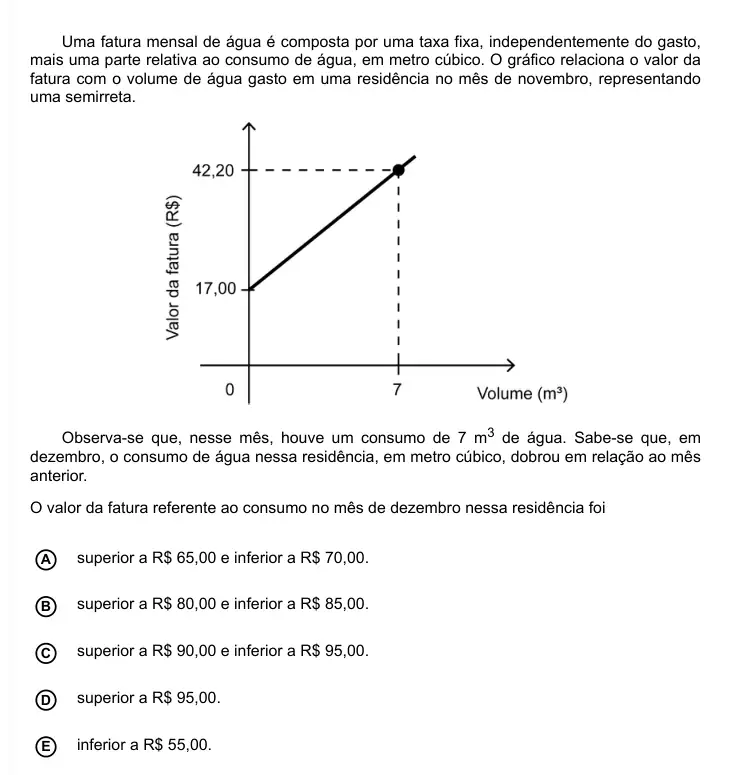 Uma fatura mensal de água é composta por uma taxa fixa, independentemente do gasto,
mais uma parte relativa ao consumo de água, em metro cúbico. O gráfico relaciona o valor da
fatura com o volume de água gasto em uma residência no mês de novembro, representando
uma semirreta.
42,20
Valor da fatura (R$)
17,00
0
7
Volume (m³)
Observa-se que, nesse mês, houve um consumo de 7 m³ de água. Sabe-se que, em
dezembro, o consumo de água nessa residência, em metro cúbico, dobrou em relação ao mês
anterior.
O valor da fatura referente ao consumo no mês de dezembro nessa residência foi
A superior a R$ 65,00 e inferior a R$ 70,00.
B superior a R$ 80,00 e inferior a R$ 85,00.
C superior a R$ 90,00 e inferior a R$ 95,00.
D superior a R$ 95,00.
E inferior a R$ 55,00.